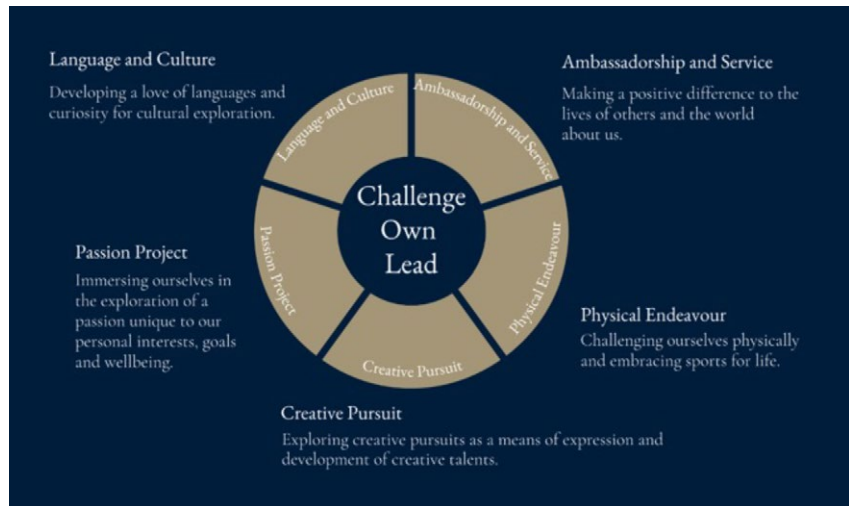 Language and Culture
Developing a love of languages and
curiosity for cultural exploration.
Ambassadorship and Service
Making a positive difference to the
lives of others and the world
about us.
Language and Culture
Ambassadorship and Service
Challenge
Own
Lead
Passion Project
Physical Endeavour
Creative Pursuit
Passion Project
Immersing ourselves in
the exploration of a
passion unique to our
personal interests, goals
and wellbeing.
Physical Endeavour
Challenging ourselves physically
and embracing sports for life.
Creative Pursuit
Exploring creative pursuits as a means of expression and
development of creative talents.